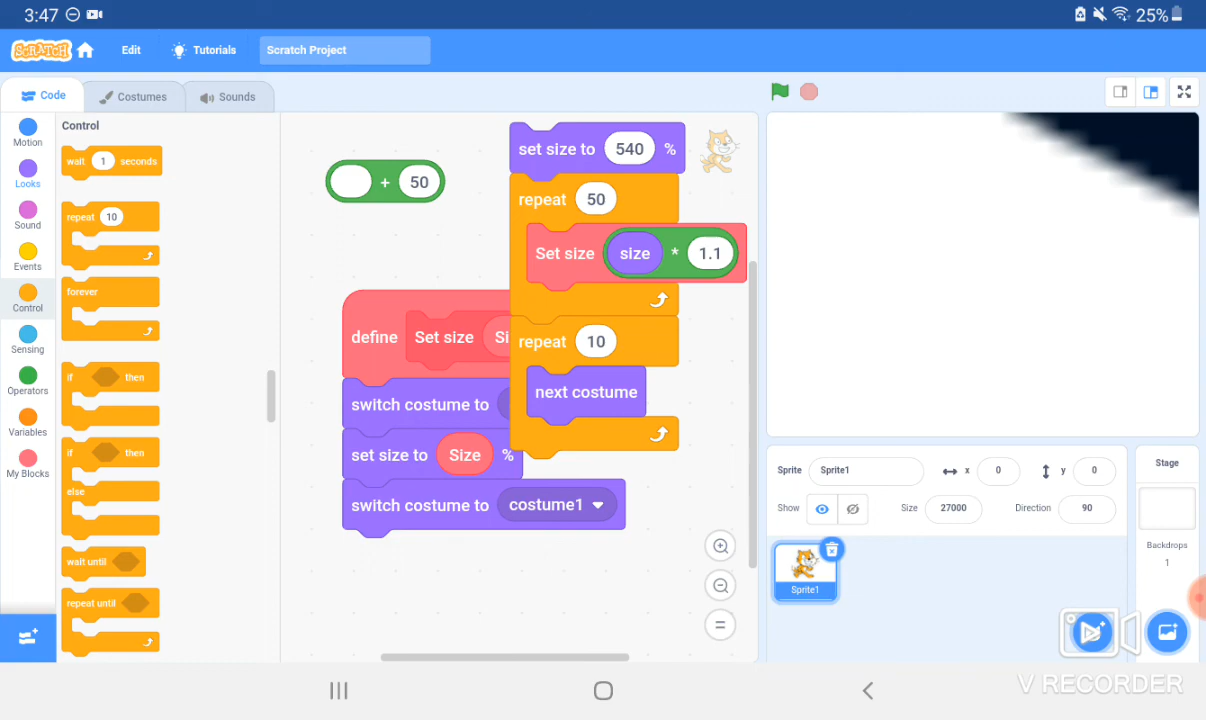 3:47
25%
SCRATCH
Edit
Tutorials
Scratch Project
Code
Costumes
Sounds
Motion
Looks
Sound
Events
Control
Sensing
Operators
Variables
My Blocks
Control
wait 1 seconds
repeat 10
forever
if then
if then
else
wait until
repeat until
+ 50
define Set size Si
switch costume to
set size to Size %
switch costume to costume1
set size to 540 %
repeat 50
Set size size * 1.1
repeat 10
next costume
Sprite Sprite1 x 0 y 0
Show Size 27000 Direction 90
Sprite1
Stage
Backdrops
1
V RECORDER